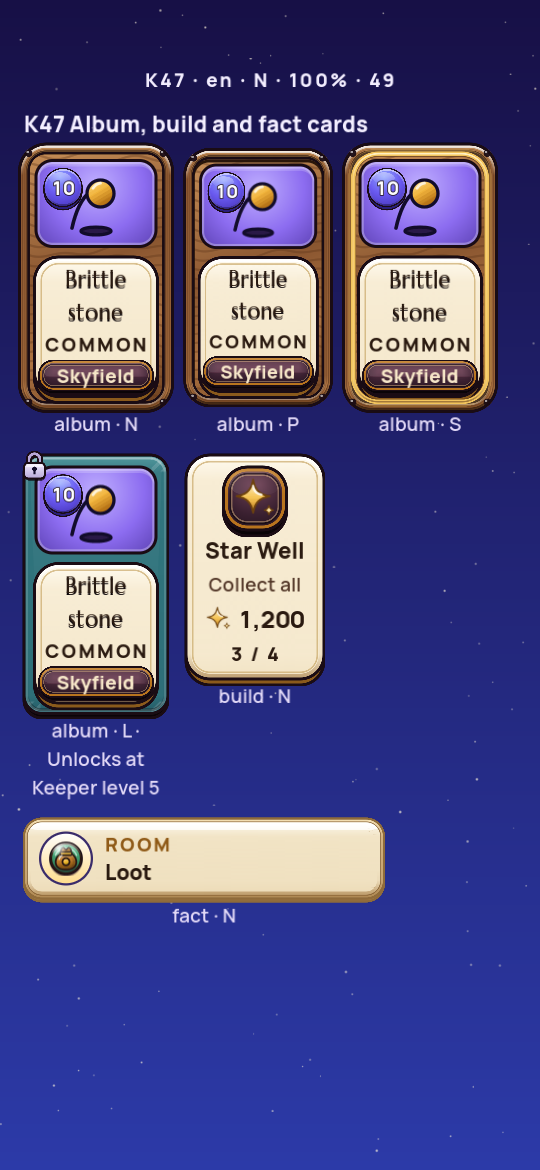 K47 · en · N · 100% · 49
K47 Album, build and fact cards
10
Brittle
stone
COMMON
Skyfield
album · N
10
Brittle
stone
COMMON
Skyfield
album · P
10
Brittle
stone
COMMON
Skyfield
album · S
10
Brittle
stone
COMMON
Skyfield
album · L ·
Unlocks at
Keeper level 5
Star Well
Collect all
1,200
3 / 4
build · N
ROOM
Loot
fact · N